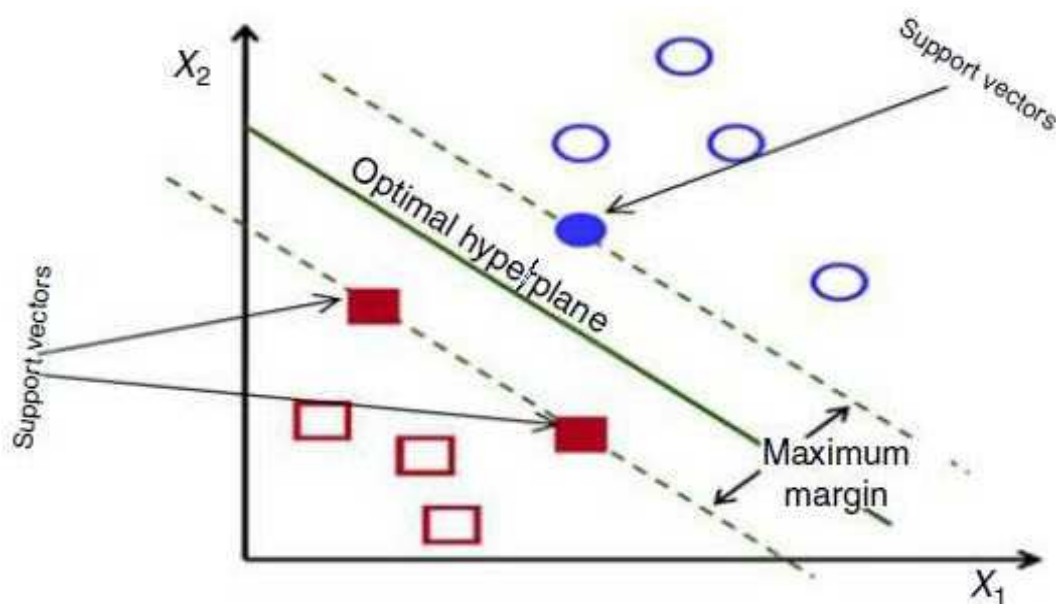 X2
Support vectors
Optimal hyperplane
Support vectors
Maximum
margin
X1